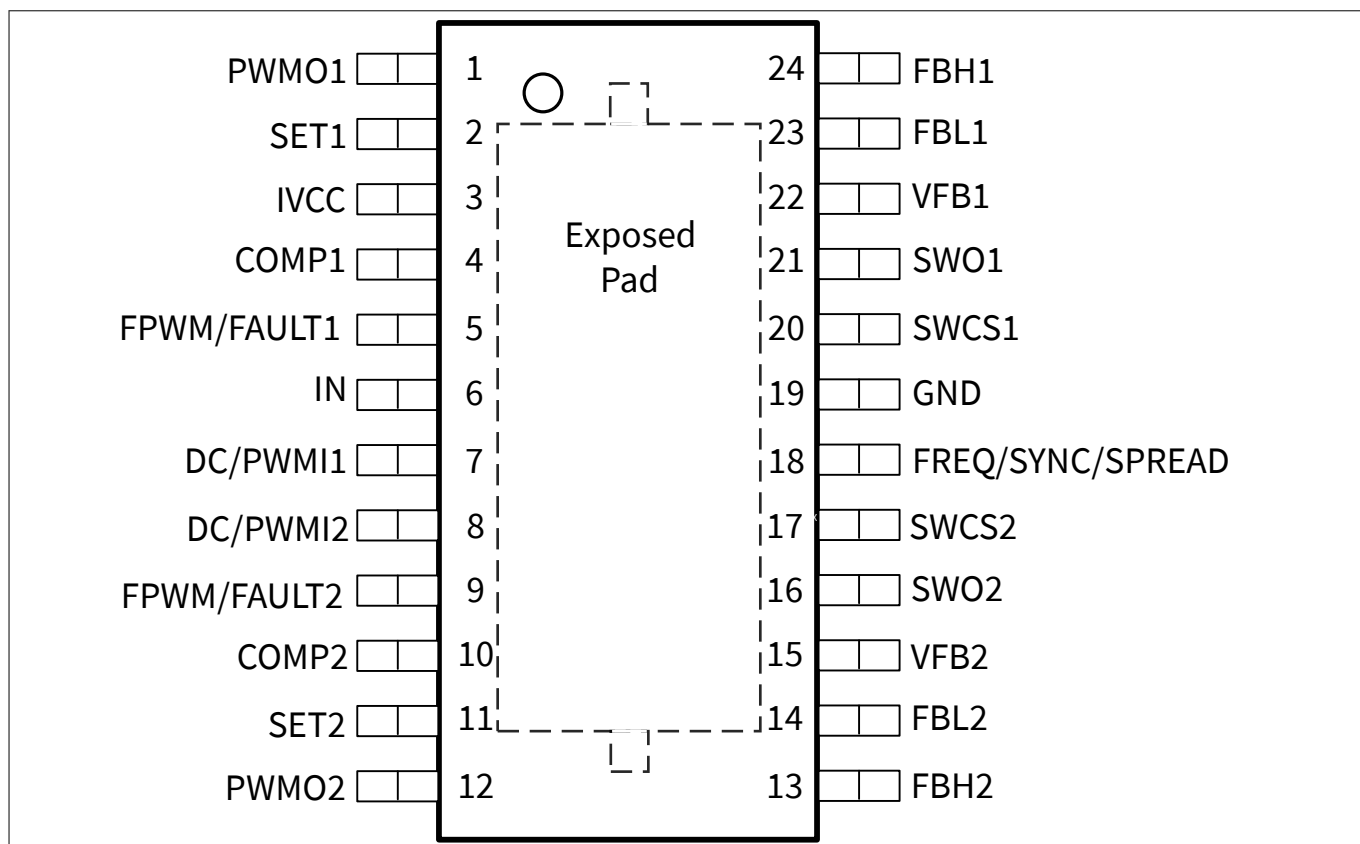 PWMO1 1 24 FBH1
SET1 2 23 FBL1
IVCC 3 22 VFB1
Exposed
Pad
COMP1 4 21 SWO1
FPWM/FAULT1 5 20 SWCS1
IN 6 19 GND
DC/PWMI1 7 18 FREQ/SYNC/SPREAD
DC/PWMI2 8 17 SWCS2
FPWM/FAULT2 9 16 SWO2
COMP2 10 15 VFB2
SET2 11 14 FBL2
PWMO2 12 13 FBH2